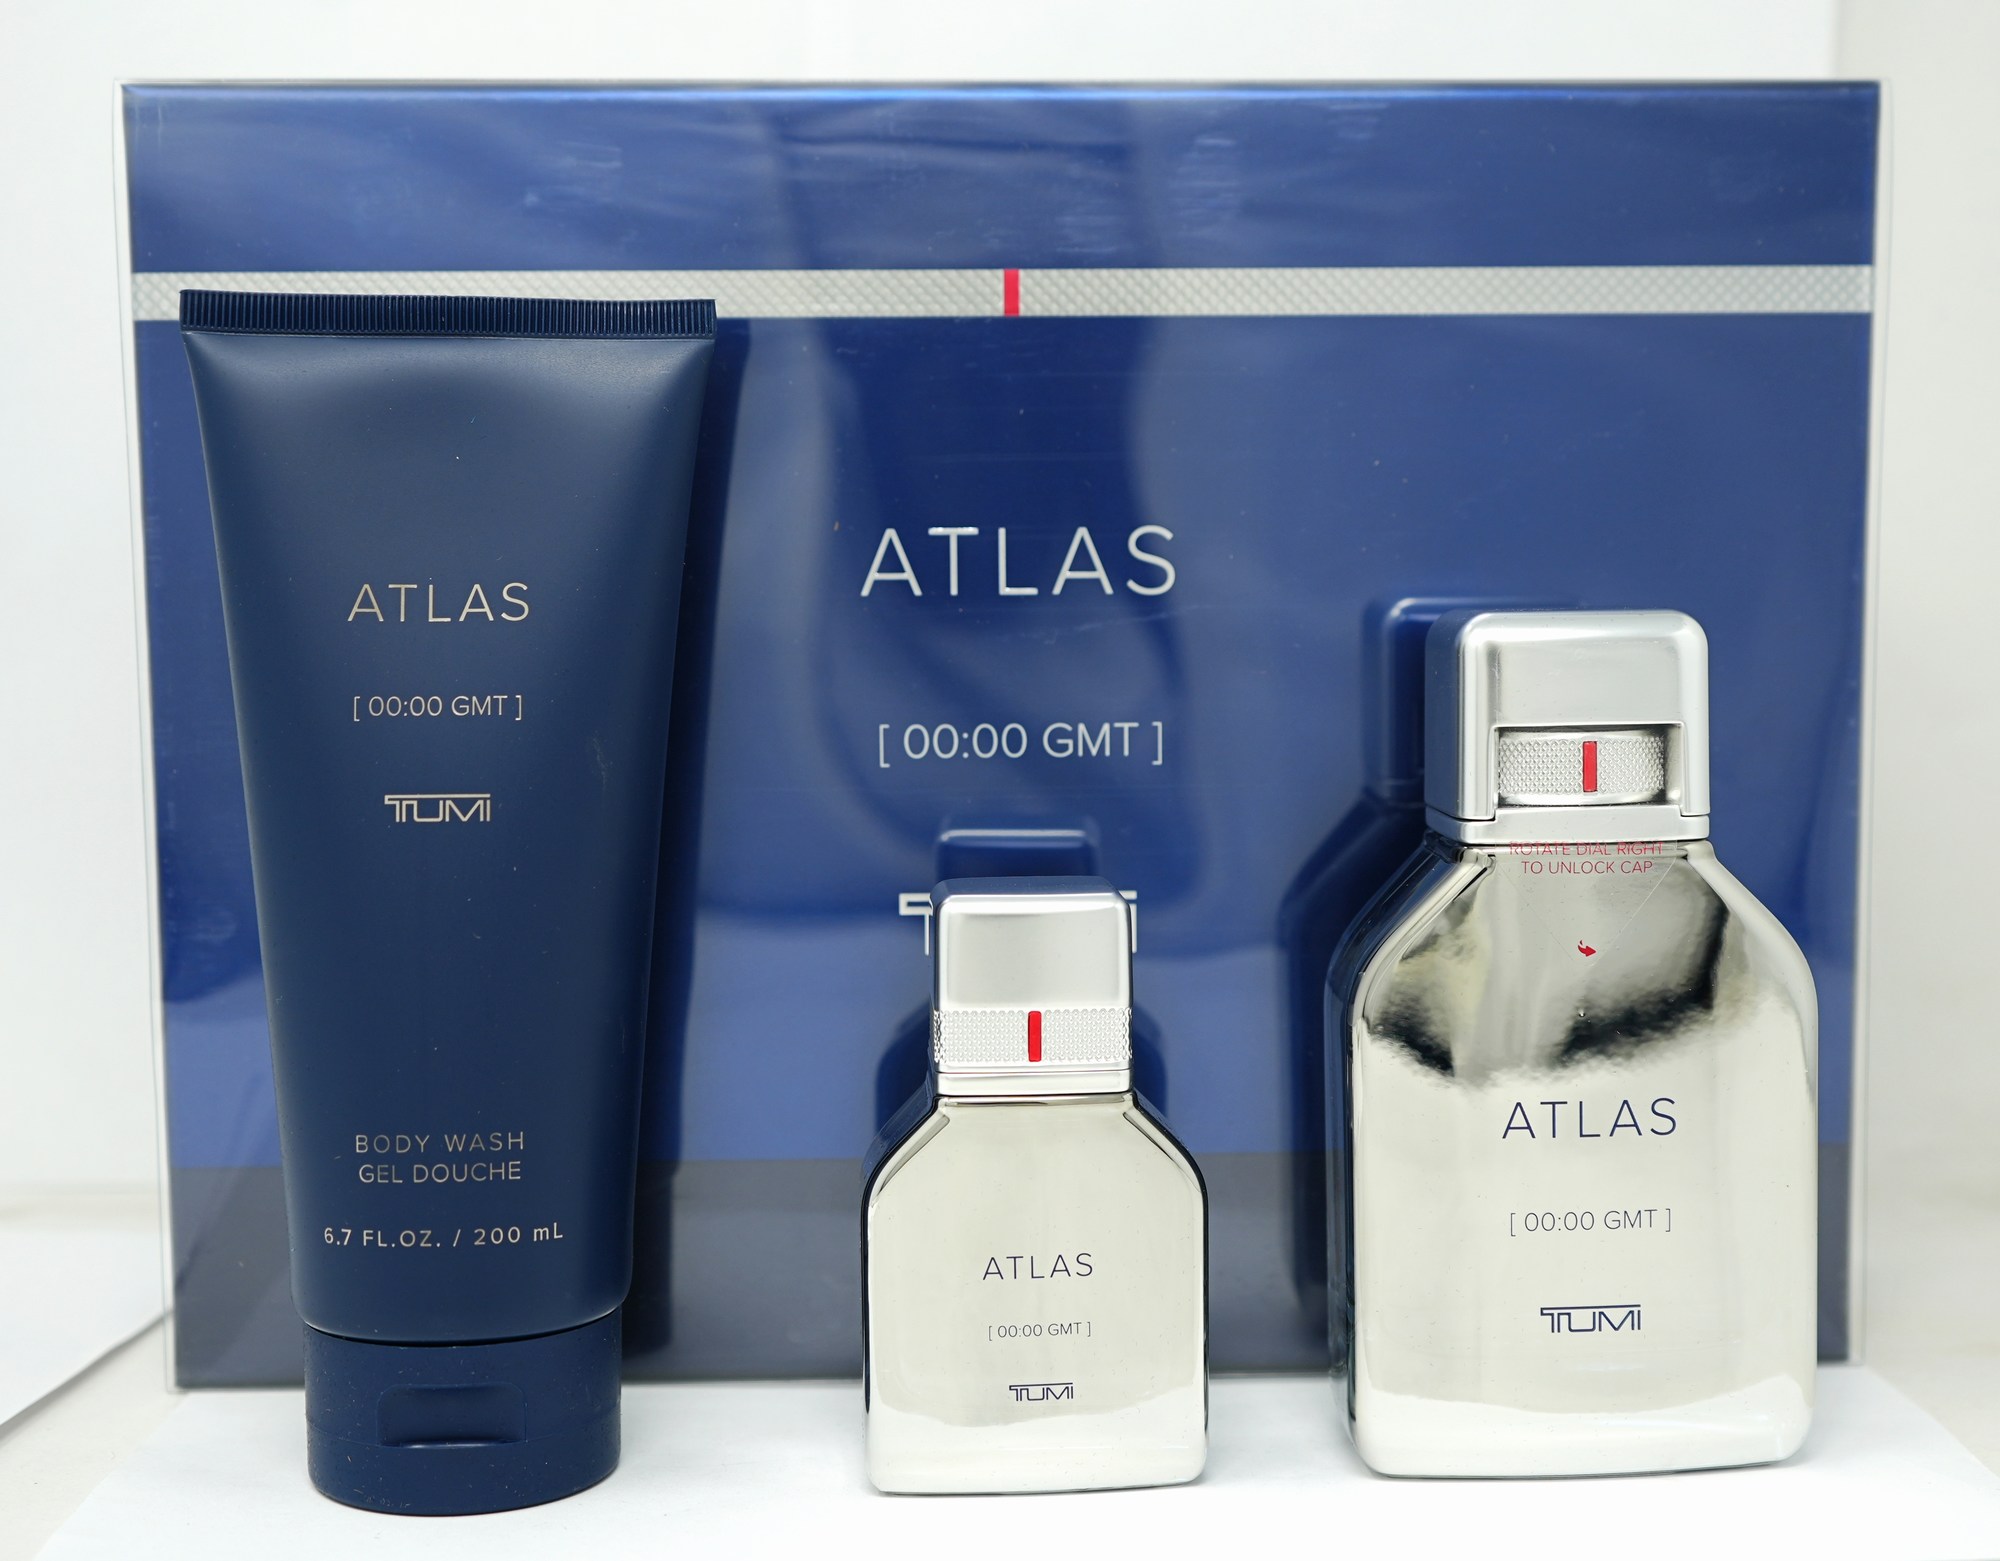 ATLAS
[ 00:00 GMT ]
TUMI
BODY WASH
GEL DOUCHE
6.7 FL.OZ. / 200 mL
ATLAS
[ 00:00 GMT ]
ATLAS
[ 00:00 GMT ]
TUMI
ROTATE DIAL RIGHT
TO UNLOCK CAP
ATLAS
[ 00:00 GMT ]
TUMI